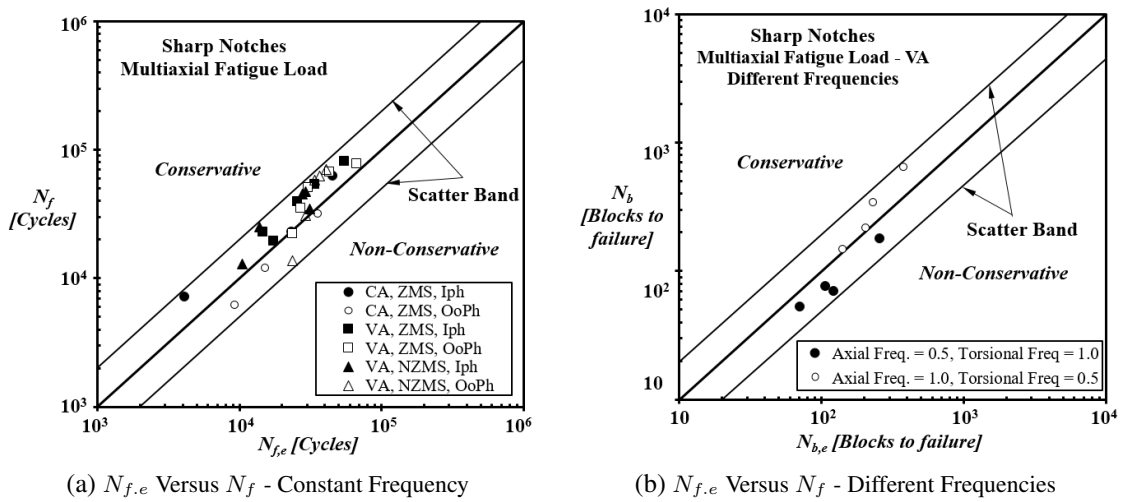 Sharp Notches
Multiaxial Fatigue Load
Conservative
Non-Conservative
Scatter Band
N_f
[Cycles]
10^6
10^5
10^4
10^3
CA, ZMS, Iph
CA, ZMS, OoPh
VA, ZMS, Iph
VA, ZMS, OoPh
VA, NZMS, Iph
VA, NZMS, OoPh
10^3 10^4 10^5 10^6
N_{f,e} [Cycles]
(a) N_{f.e} Versus N_f - Constant Frequency
Sharp Notches
Multiaxial Fatigue Load - VA
Different Frequencies
Conservative
Non-Conservative
Scatter Band
N_b
[Blocks to
failure]
10^4
10^3
10^2
10
Axial Freq. = 0.5, Torsional Freq = 1.0
Axial Freq. = 1.0, Torsional Freq = 0.5
10 10^2 10^3 10^4
N_{b,e} [Blocks to failure]
(b) N_{f.e} Versus N_f - Different Frequencies